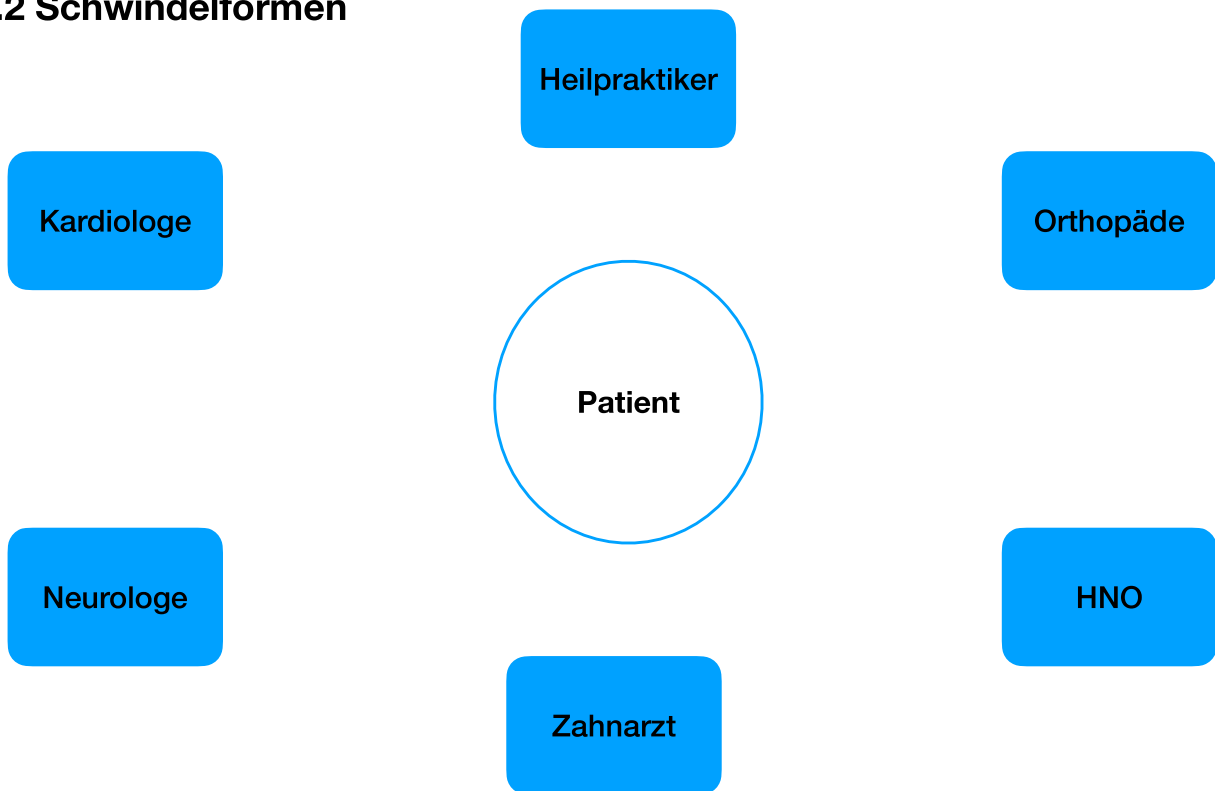 .2 Schwindelformen
Heilpraktiker
Kardiologe
Orthopäde
Patient
Neurologe
HNO
Zahnarzt